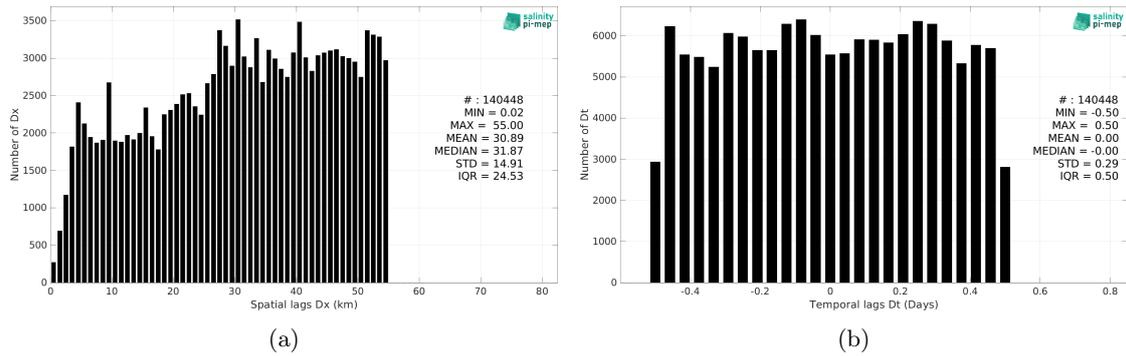 salinity
pi-mep
3500
3000
2500
2000
1500
1000
500
0
Number of Dx
# : 140448
MIN = 0.02
MAX = 55.00
MEAN = 30.89
MEDIAN = 31.87
STD = 14.91
IQR = 24.53
0 10 20 30 40 50 60 70 80
Spatial lags Dx (km)
(a)
salinity
pi-mep
6000
5000
4000
3000
2000
1000
0
Number of Dt
# : 140448
MIN = -0.50
MAX = 0.50
MEAN = 0.00
MEDIAN = -0.00
STD = 0.29
IQR = 0.50
-0.4 -0.2 0 0.2 0.4 0.6 0.8
Temporal lags Dt (Days)
(b)